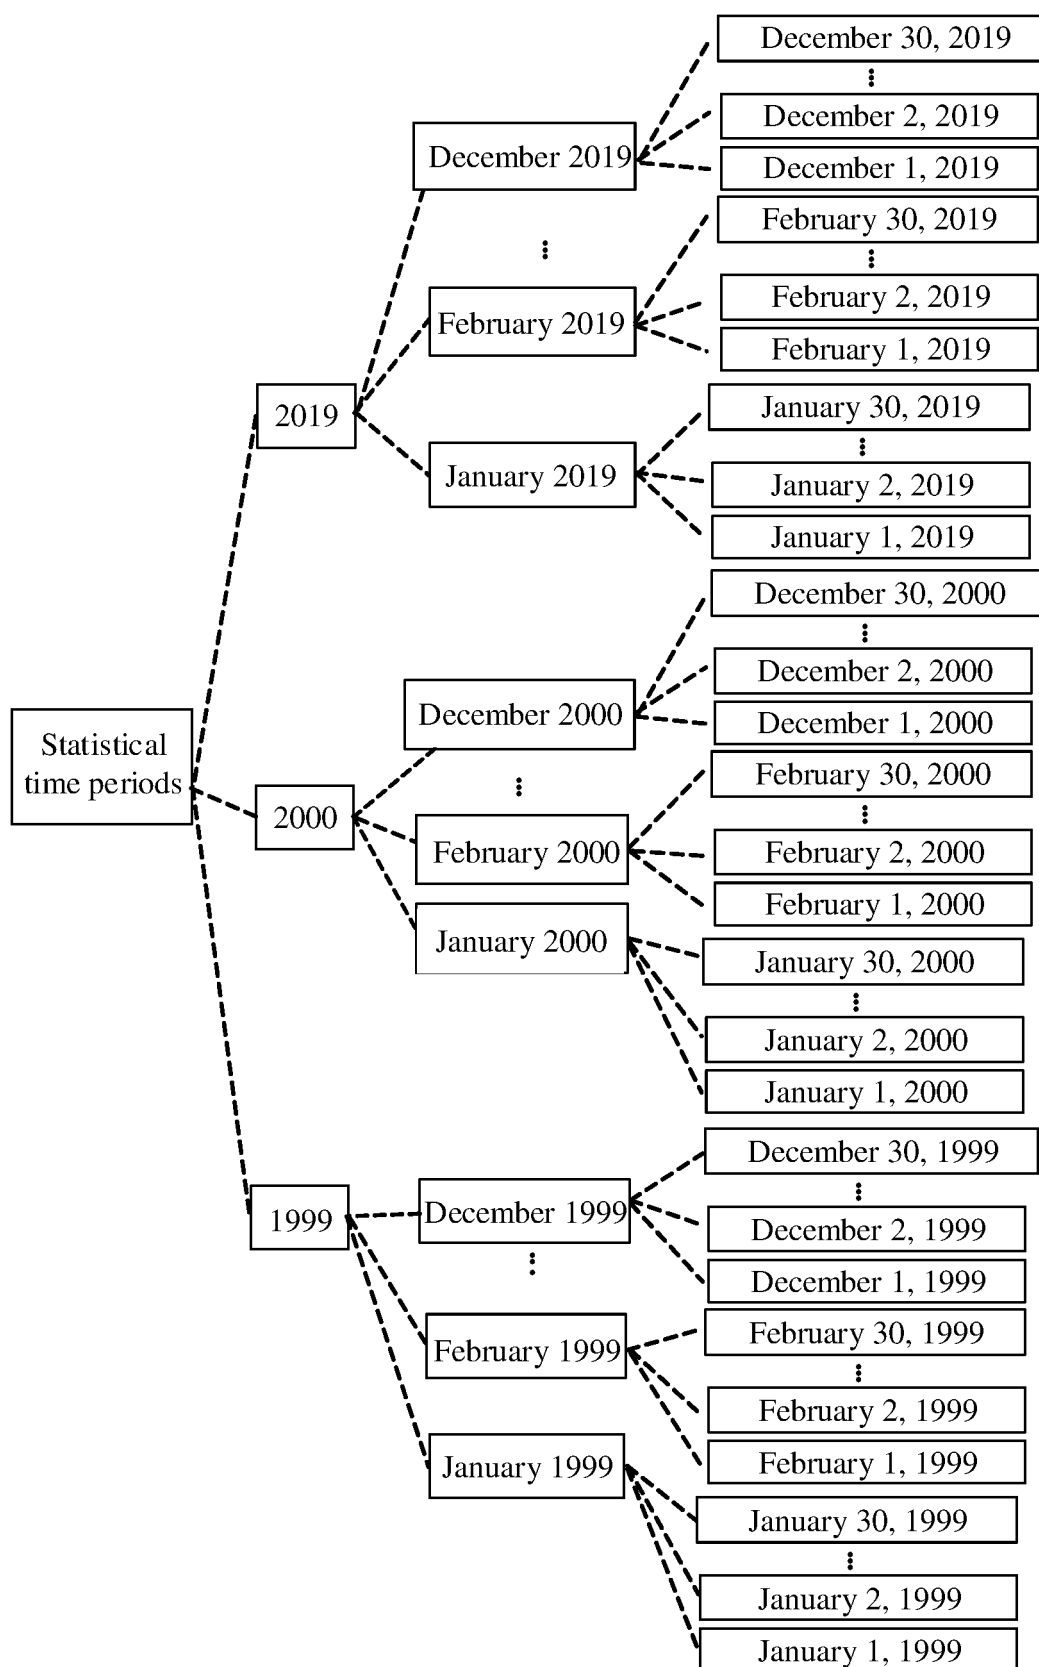 December 30, 2019
December 2, 2019
December 2019
December 1, 2019
February 30, 2019
February 2, 2019
February 2019
February 1, 2019
2019
January 30, 2019
January 2019
January 2, 2019
January 1, 2019
December 30, 2000
December 2, 2000
December 2000
December 1, 2000
Statistical
time periods
February 30, 2000
2000
February 2000
February 2, 2000
February 1, 2000
January 2000
January 30, 2000
January 2, 2000
January 1, 2000
December 30, 1999
1999
December 1999
December 2, 1999
December 1, 1999
February 30, 1999
February 1999
February 2, 1999
February 1, 1999
January 1999
January 30, 1999
January 2, 1999
January 1, 1999